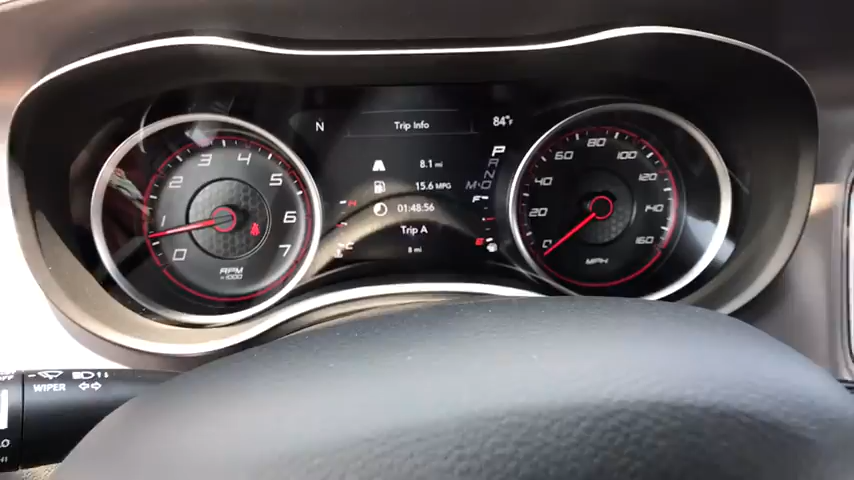 N
Trip Info
84°F
8.1 mi
15.6 MPG
01:48:56
Trip A
8 mi
P
R
N
D
M
H
C
F
E
0
1
2
3
4
5
6
7
RPM
x1000
0
20
40
60
80
100
120
140
160
MPH
WIPER